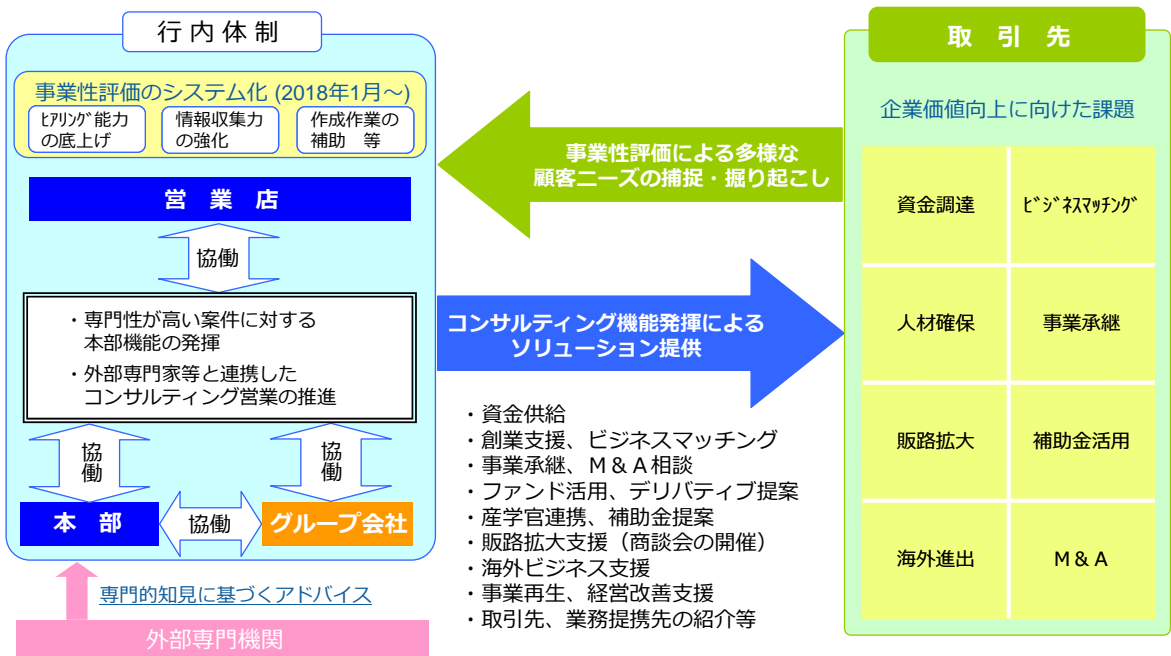 行内体制
事業性評価のシステム化 (2018年1月～)
ﾋｱﾘﾝｸﾞ能力
の底上げ
情報収集力
の強化
作成作業の
補助　等
営　業　店
協働
・専門性が高い案件に対する
本部機能の発揮
・外部専門家等と連携した
コンサルティング営業の推進
協
働
協
働
本　部
協働
グループ会社
専門的知見に基づくアドバイス
外部専門機関
事業性評価による多様な
顧客ニーズの捕捉・掘り起こし
コンサルティング機能発揮による
ソリューション提供
・資金供給
・創業支援、ビジネスマッチング
・事業承継、Ｍ＆Ａ相談
・ファンド活用、デリバティブ提案
・産学官連携、補助金提案
・販路拡大支援（商談会の開催）
・海外ビジネス支援
・事業再生、経営改善支援
・取引先、業務提携先の紹介等
取　引　先
企業価値向上に向けた課題
資金調達
ﾋﾞｼﾞﾈｽﾏｯﾁﾝｸﾞ
人材確保
事業承継
販路拡大
補助金活用
海外進出
Ｍ＆Ａ